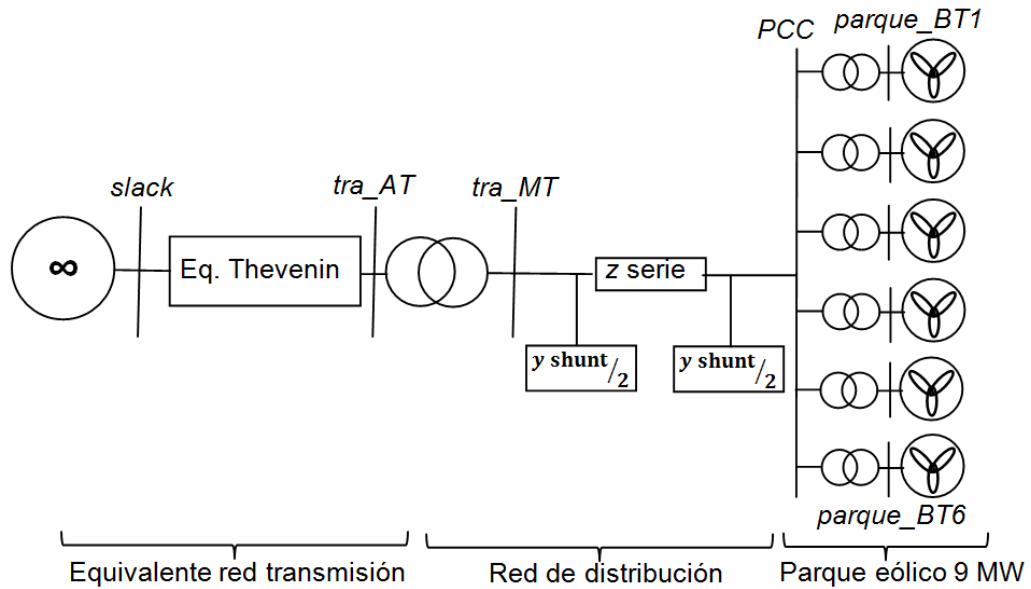 parque_BT1
PCC
slack
tra_AT
tra_MT
∞
Eq. Thevenin
z serie
y shunt/2
y shunt/2
parque_BT6
Equivalente red transmisión
Red de distribución
Parque eólico 9 MW